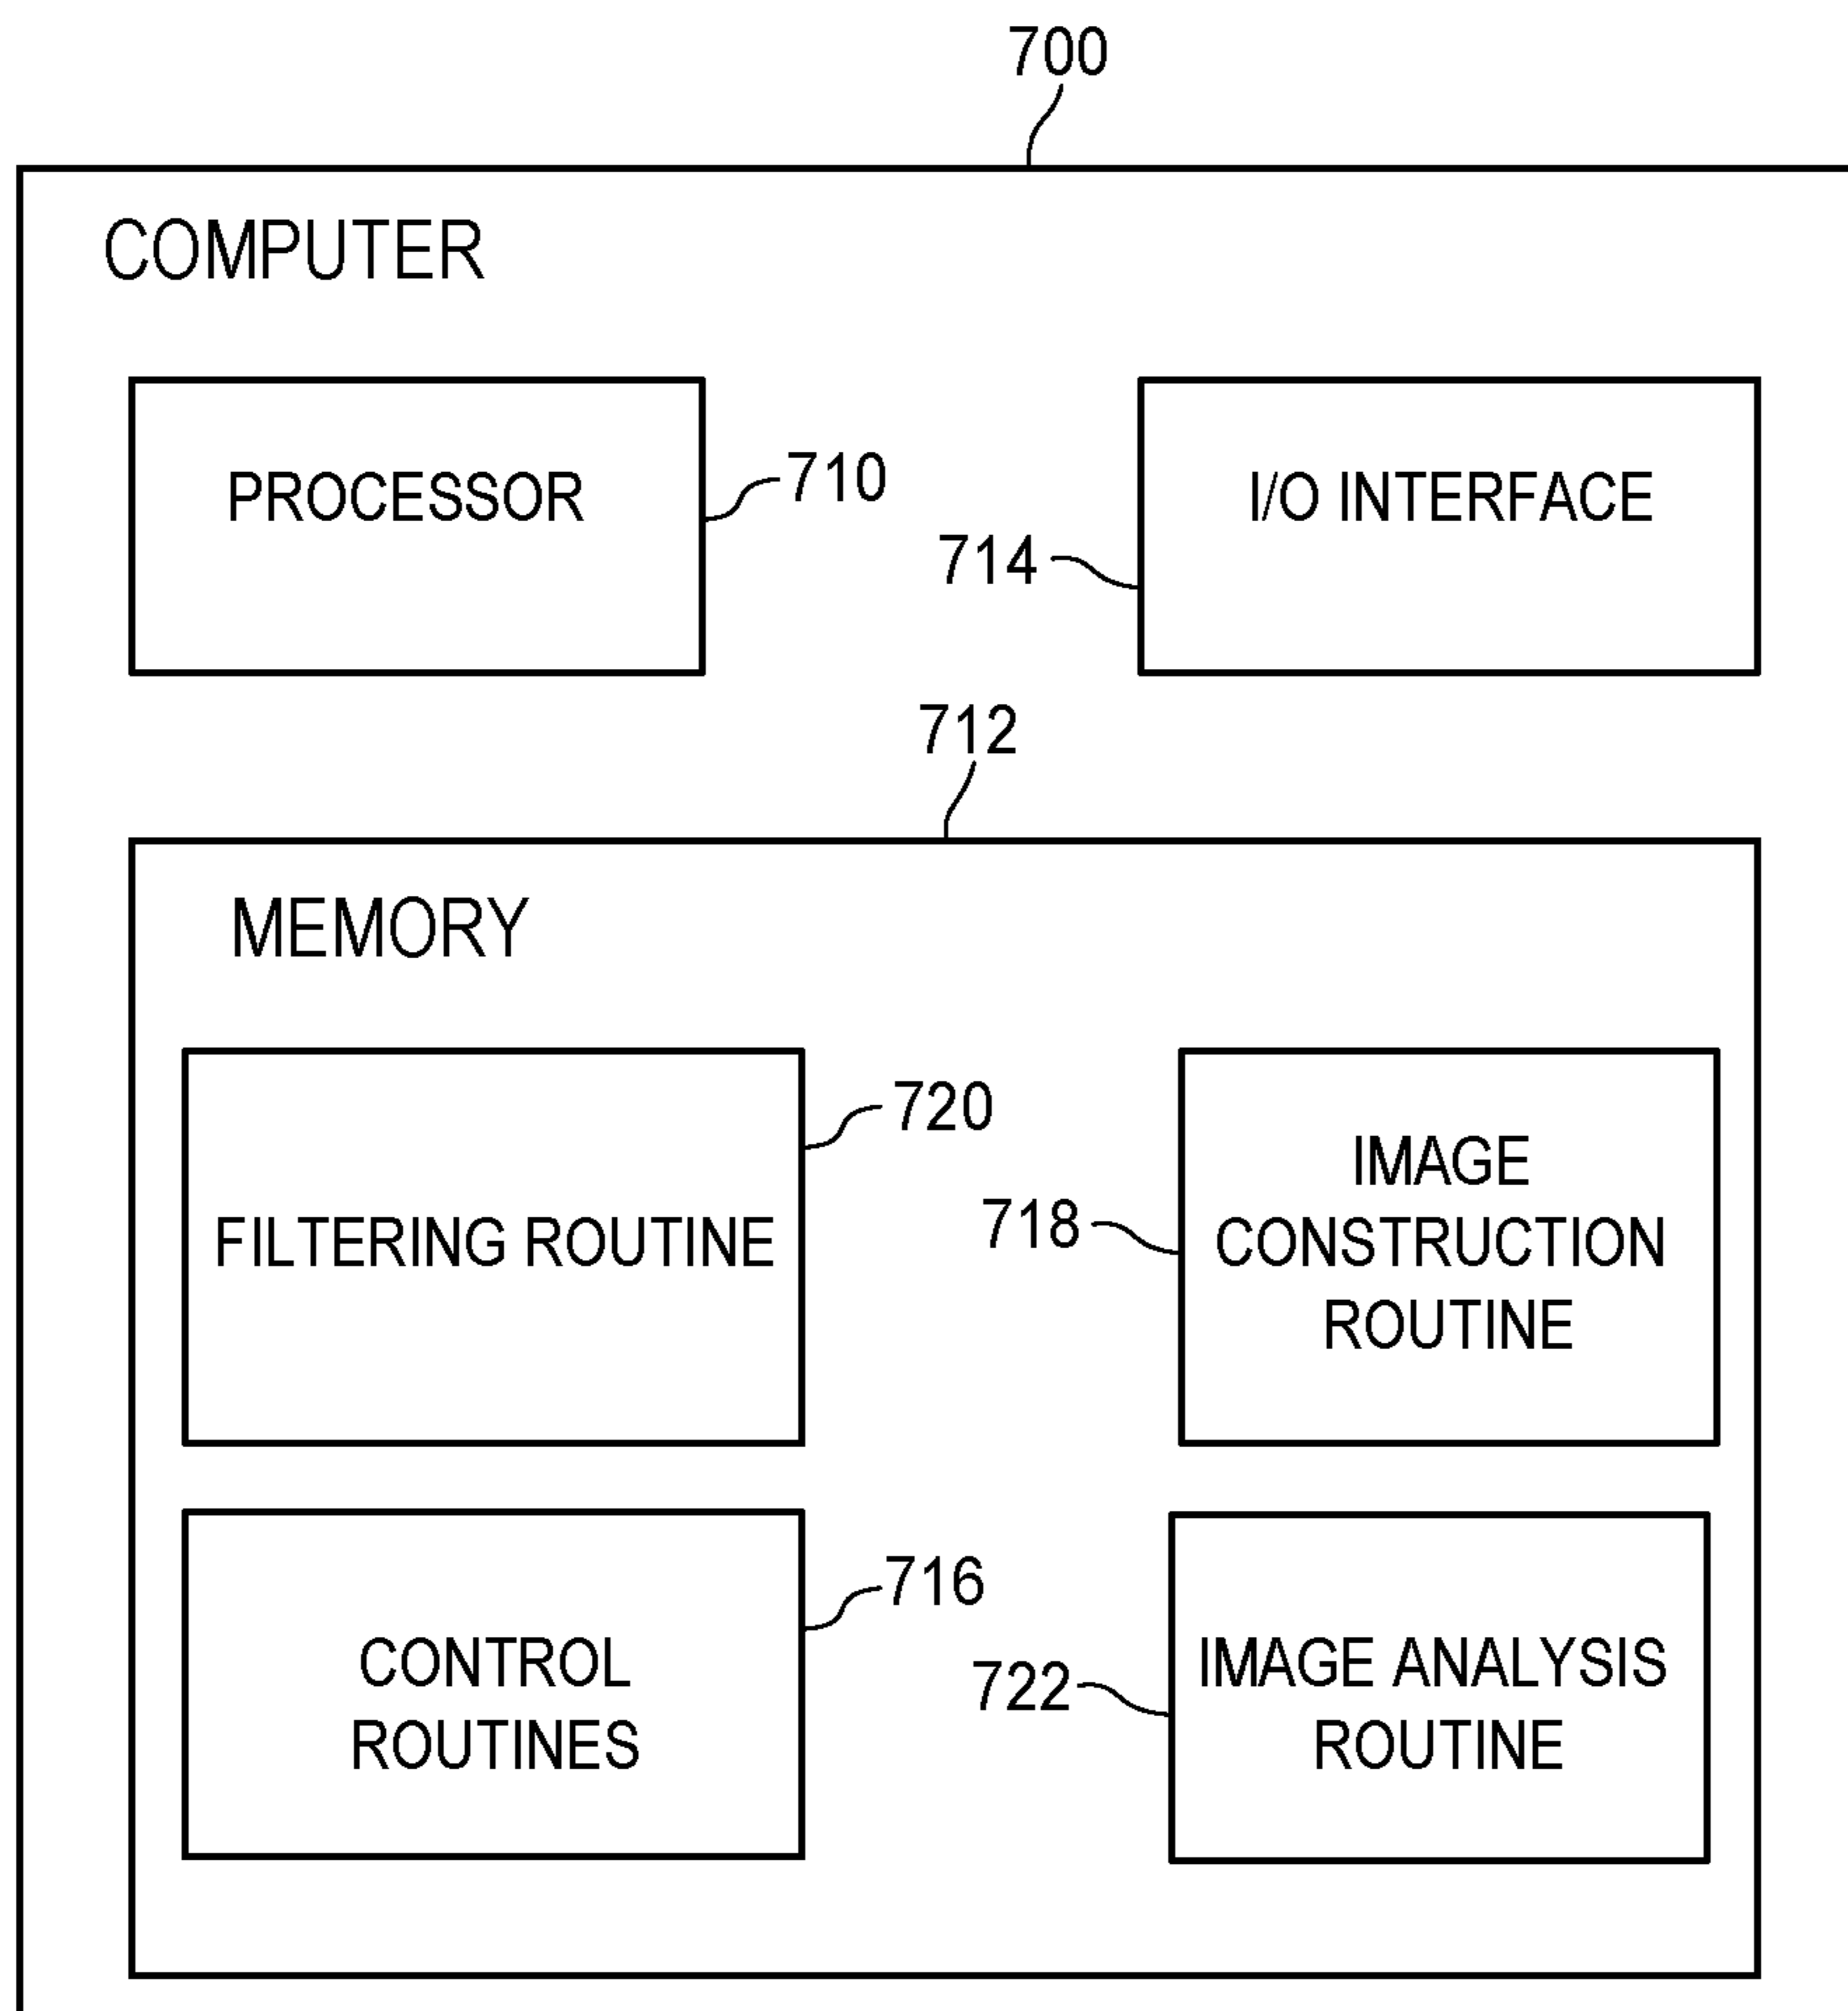 700
COMPUTER
PROCESSOR
710
714
I/O INTERFACE
712
MEMORY
FILTERING ROUTINE
720
718
IMAGE
CONSTRUCTION
ROUTINE
CONTROL
ROUTINES
716
722
IMAGE ANALYSIS
ROUTINE